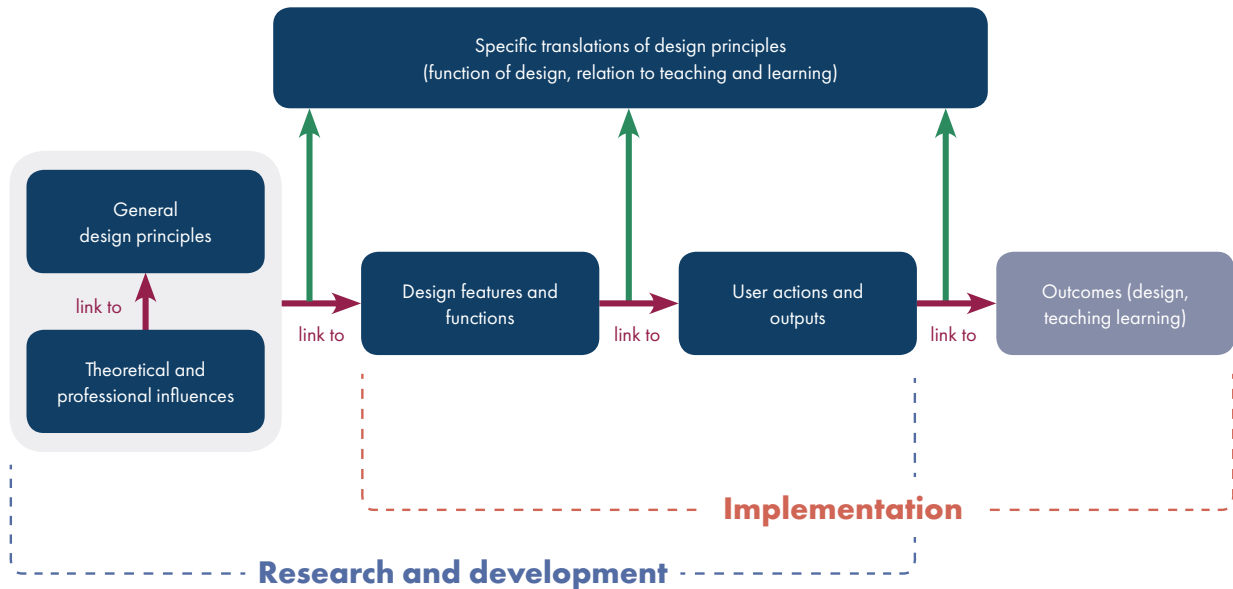 Specific translations of design principles
(function of design, relation to teaching and learning)
General
design principles
link to
Theoretical and
professional influences
link to
Design features and
functions
link to
User actions and
outputs
link to
Outcomes (design,
teaching learning)
Implementation
Research and development